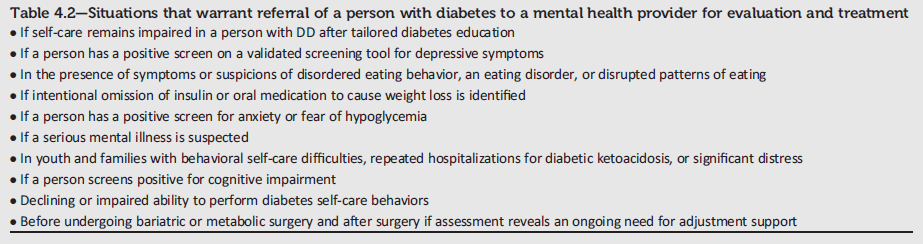 Table 4.2—Situations that warrant referral of a person with diabetes to a mental health provider for evaluation and treatment
● If self-care remains impaired in a person with DD after tailored diabetes education
● If a person has a positive screen on a validated screening tool for depressive symptoms
● In the presence of symptoms or suspicions of disordered eating behavior, an eating disorder, or disrupted patterns of eating
● If intentional omission of insulin or oral medication to cause weight loss is identified
● If a person has a positive screen for anxiety or fear of hypoglycemia
● If a serious mental illness is suspected
● In youth and families with behavioral self-care difficulties, repeated hospitalizations for diabetic ketoacidosis, or significant distress
● If a person screens positive for cognitive impairment
● Declining or impaired ability to perform diabetes self-care behaviors
● Before undergoing bariatric or metabolic surgery and after surgery if assessment reveals an ongoing need for adjustment support